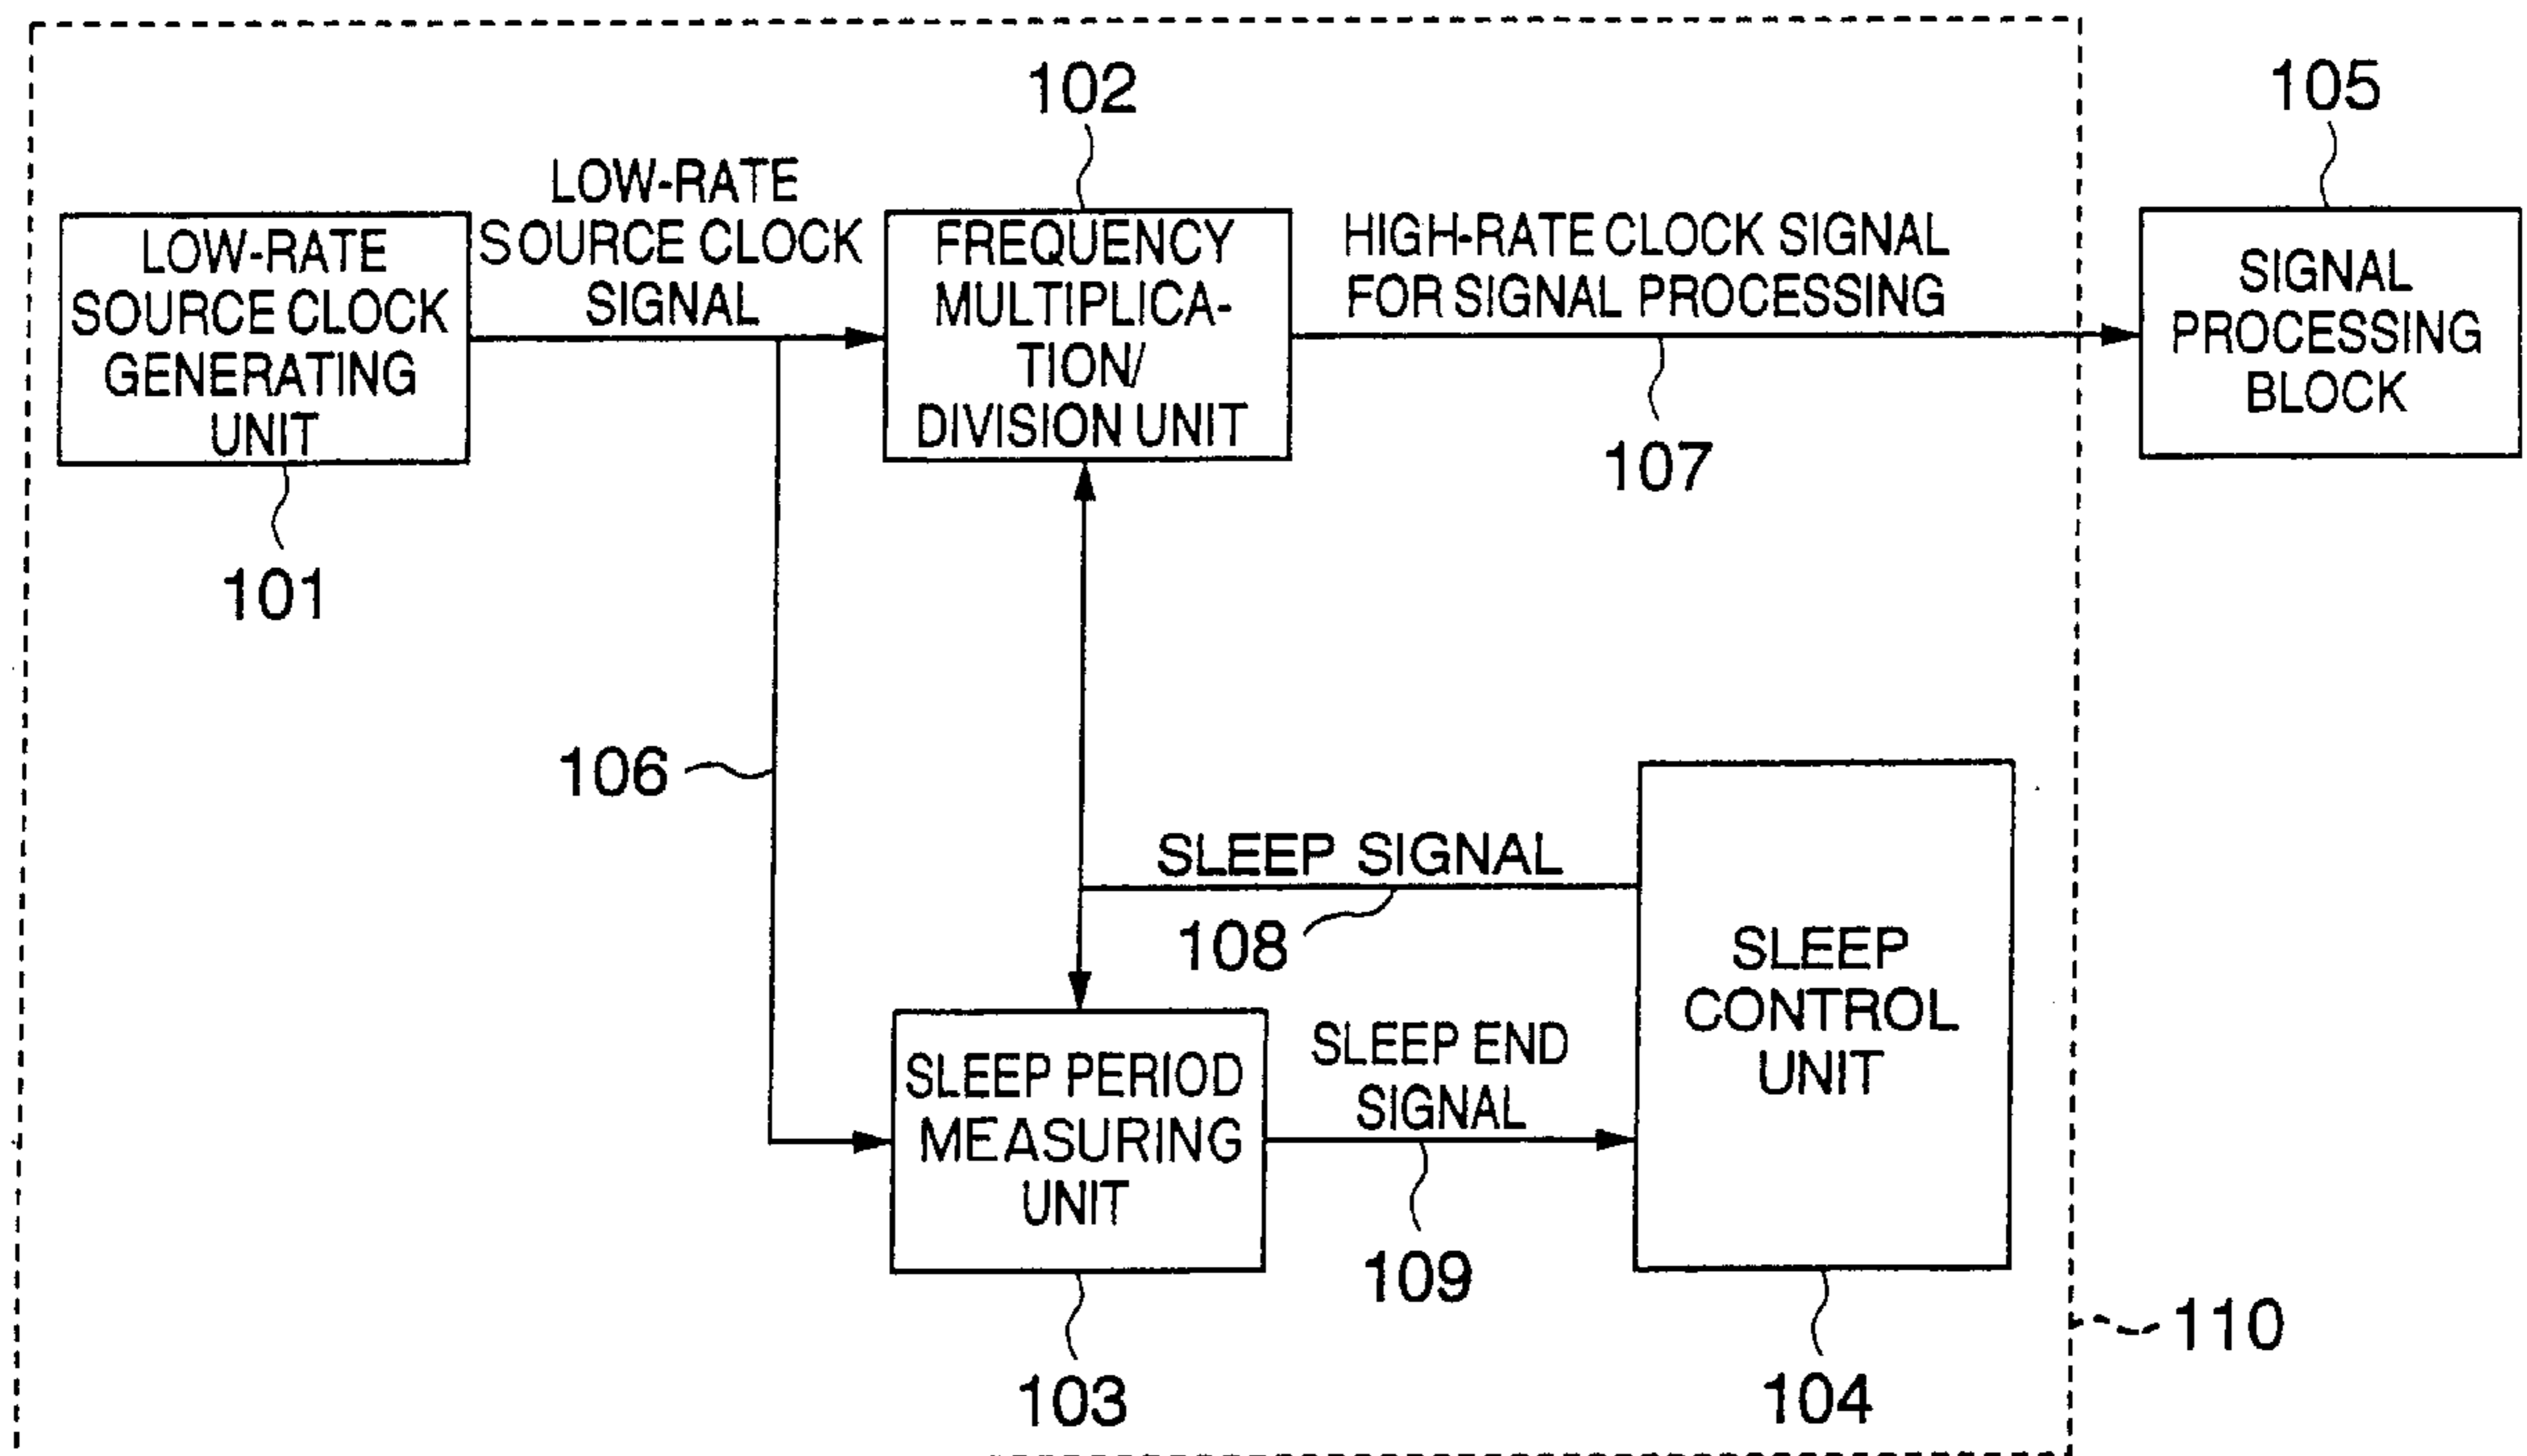 102
105
LOW-RATE
SOURCE CLOCK
GENERATING
UNIT
101
LOW-RATE
SOURCE CLOCK
SIGNAL
FREQUENCY
MULTIPLICA-
TION/
DIVISION UNIT
HIGH-RATE CLOCK SIGNAL
FOR SIGNAL PROCESSING
107
SIGNAL
PROCESSING
BLOCK
106
SLEEP SIGNAL
108
SLEEP
CONTROL
UNIT
SLEEP PERIOD
MEASURING
UNIT
SLEEP END
SIGNAL
109
103
104
110